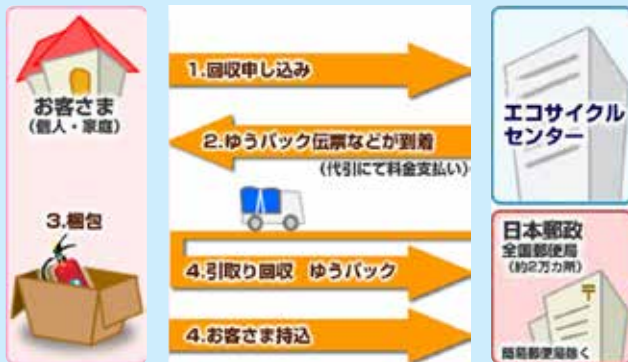 お客さま
(個人・家庭)
1.回収申し込み
2.ゆうパック伝票などが到着
(代引にて料金支払い)
3.梱包
4.引取り回収 ゆうパック
4.お客さま持込
エコサイクル
センター
日本郵政
全国郵便局
(約2万カ所)
〒
簡易郵便局除く